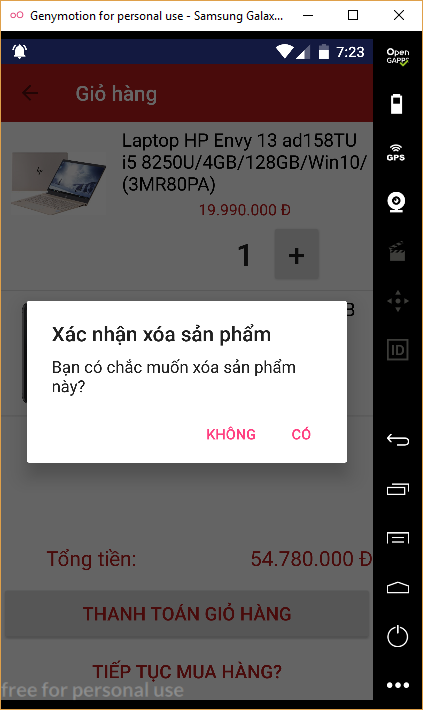 Genymotion for personal use - Samsung Galax...
7:23
Open
GAPPS
Giỏ hàng
Laptop HP Envy 13 ad158TU
i5 8250U/4GB/128GB/Win10/
(3MR80PA)
19.990.000 Đ
GPS
1 +
B
Xác nhận xóa sản phẩm
Bạn có chắc muốn xóa sản phẩm
này?
ID
KHÔNG CÓ
Tổng tiền: 54.780.000 Đ
THANH TOÁN GIỎ HÀNG
TIẾP TỤC MUA HÀNG?
free for personal use